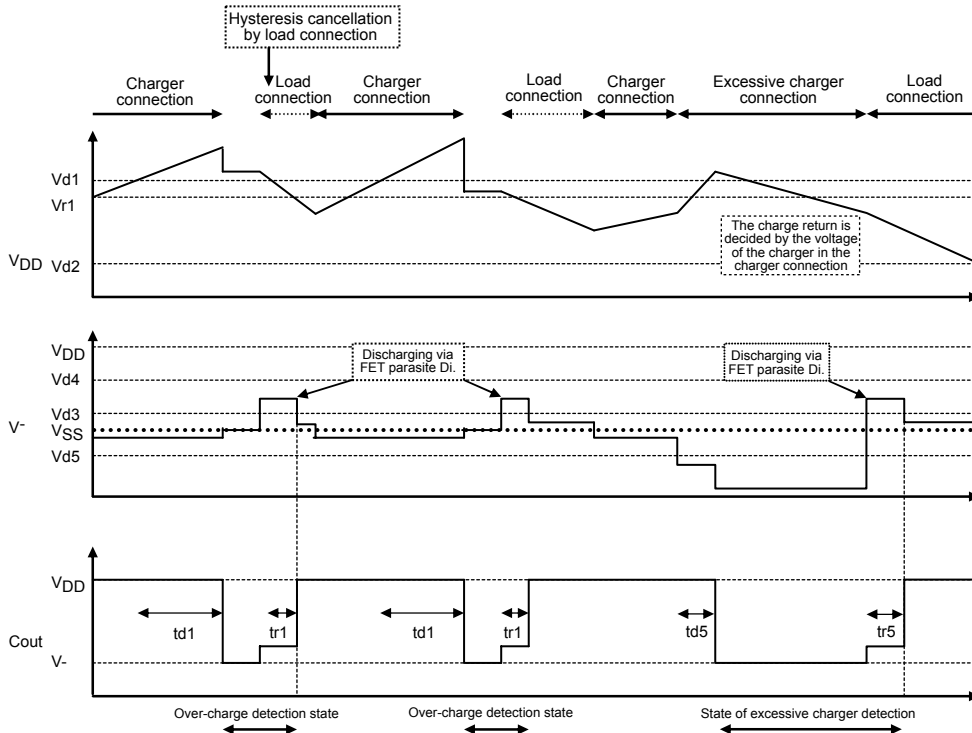 Hysteresis cancellation
by load connection
Charger
connection
Load
connection
Charger
connection
Load
connection
Charger
connection
Excessive charger
connection
Load
connection
Vd1
Vr1
VDD
Vd2
The charge return is
decided by the voltage
of the charger in the
charger connection
VDD
Vd4
Vd3
V-
VSS
Vd5
Discharging via
FET parasite Di.
Discharging via
FET parasite Di.
VDD
Cout
V-
td1
tr1
td1
tr1
td5
tr5
Over-charge detection state
Over-charge detection state
State of excessive charger detection